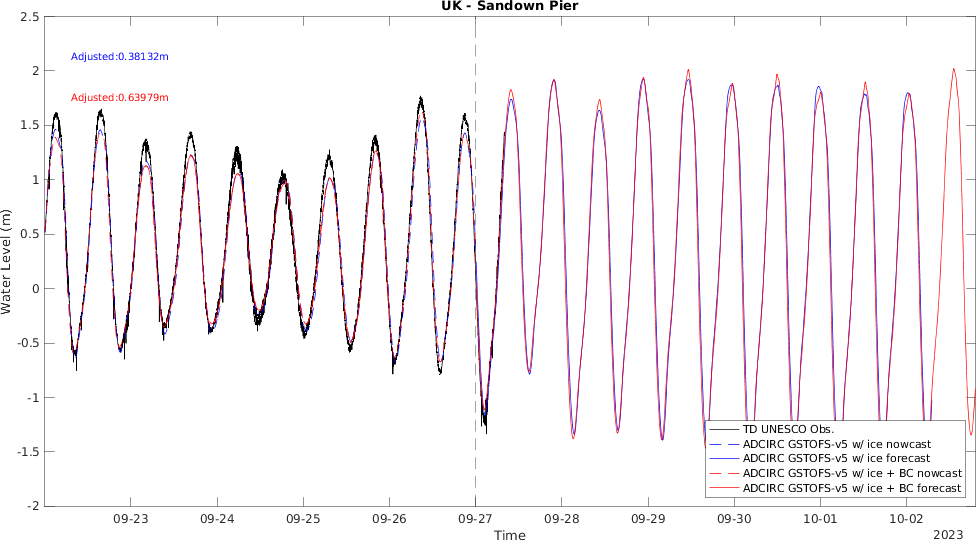 UK - Sandown Pier
2.5
2
1.5
1
0.5
0
-0.5
-1
-1.5
-2
Water Level (m)
Adjusted:0.38132m
Adjusted:0.63979m
TD UNESCO Obs.
ADCIRC GSTOFS-v5 w/ ice nowcast
ADCIRC GSTOFS-v5 w/ ice forecast
ADCIRC GSTOFS-v5 w/ ice + BC nowcast
ADCIRC GSTOFS-v5 w/ ice + BC forecast
09-23 09-24 09-25 09-26 09-27 09-28 09-29 09-30 10-01 10-02
Time
2023